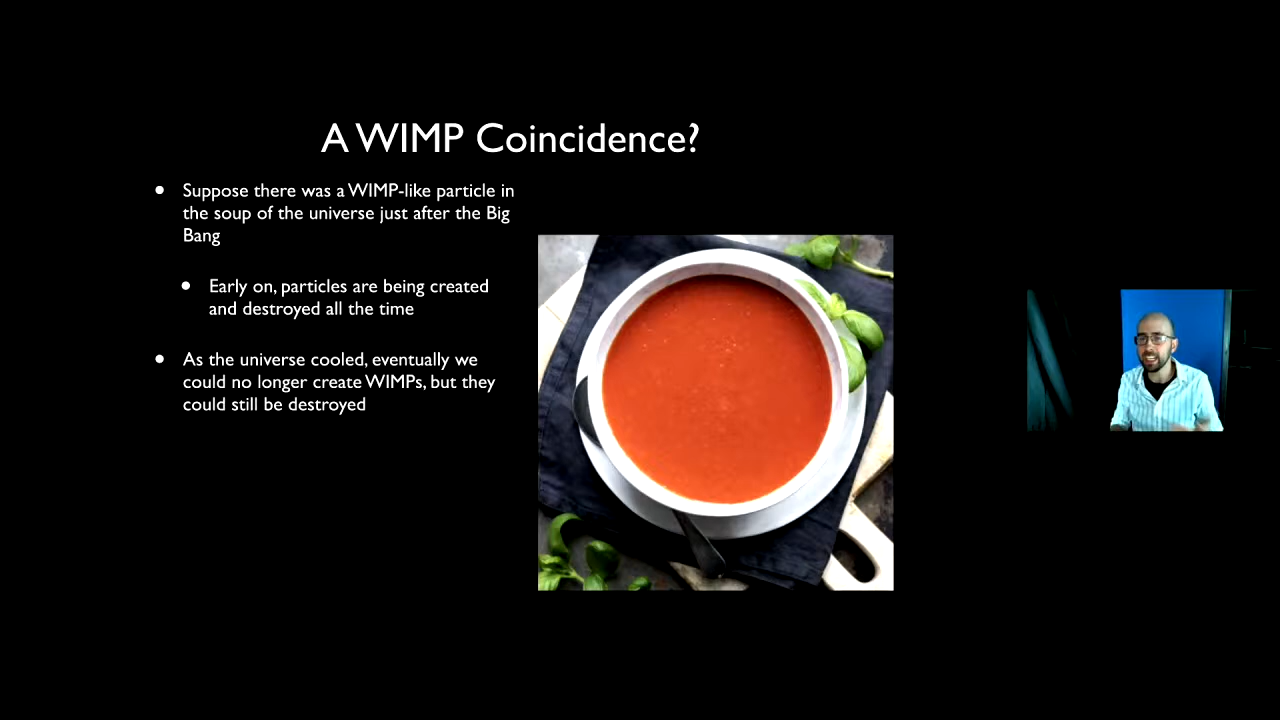 A WIMP Coincidence?
• Suppose there was a WIMP-like particle in
the soup of the universe just after the Big
Bang
• Early on, particles are being created
and destroyed all the time
• As the universe cooled, eventually we
could no longer create WIMPs, but they
could still be destroyed